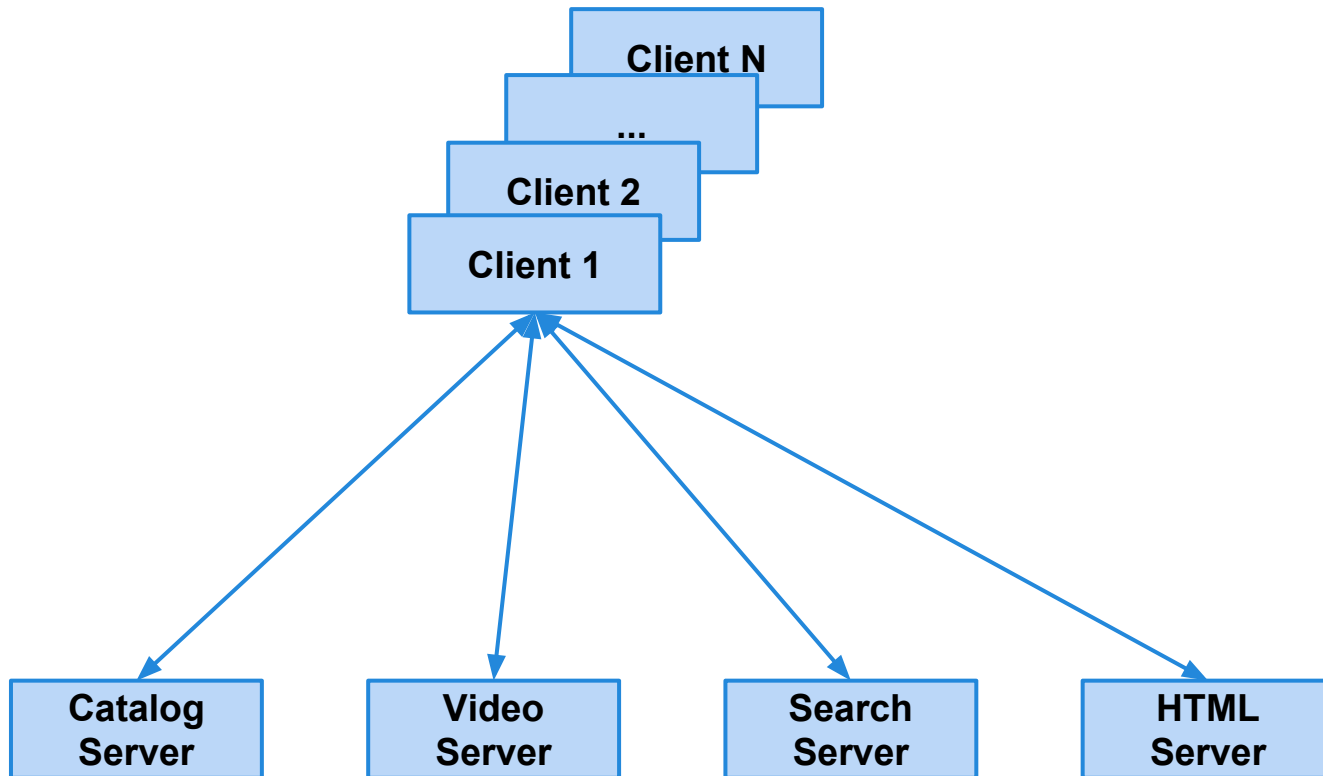 Client N
...
Client 2
Client 1
Catalog
Server
Video
Server
Search
Server
HTML
Server